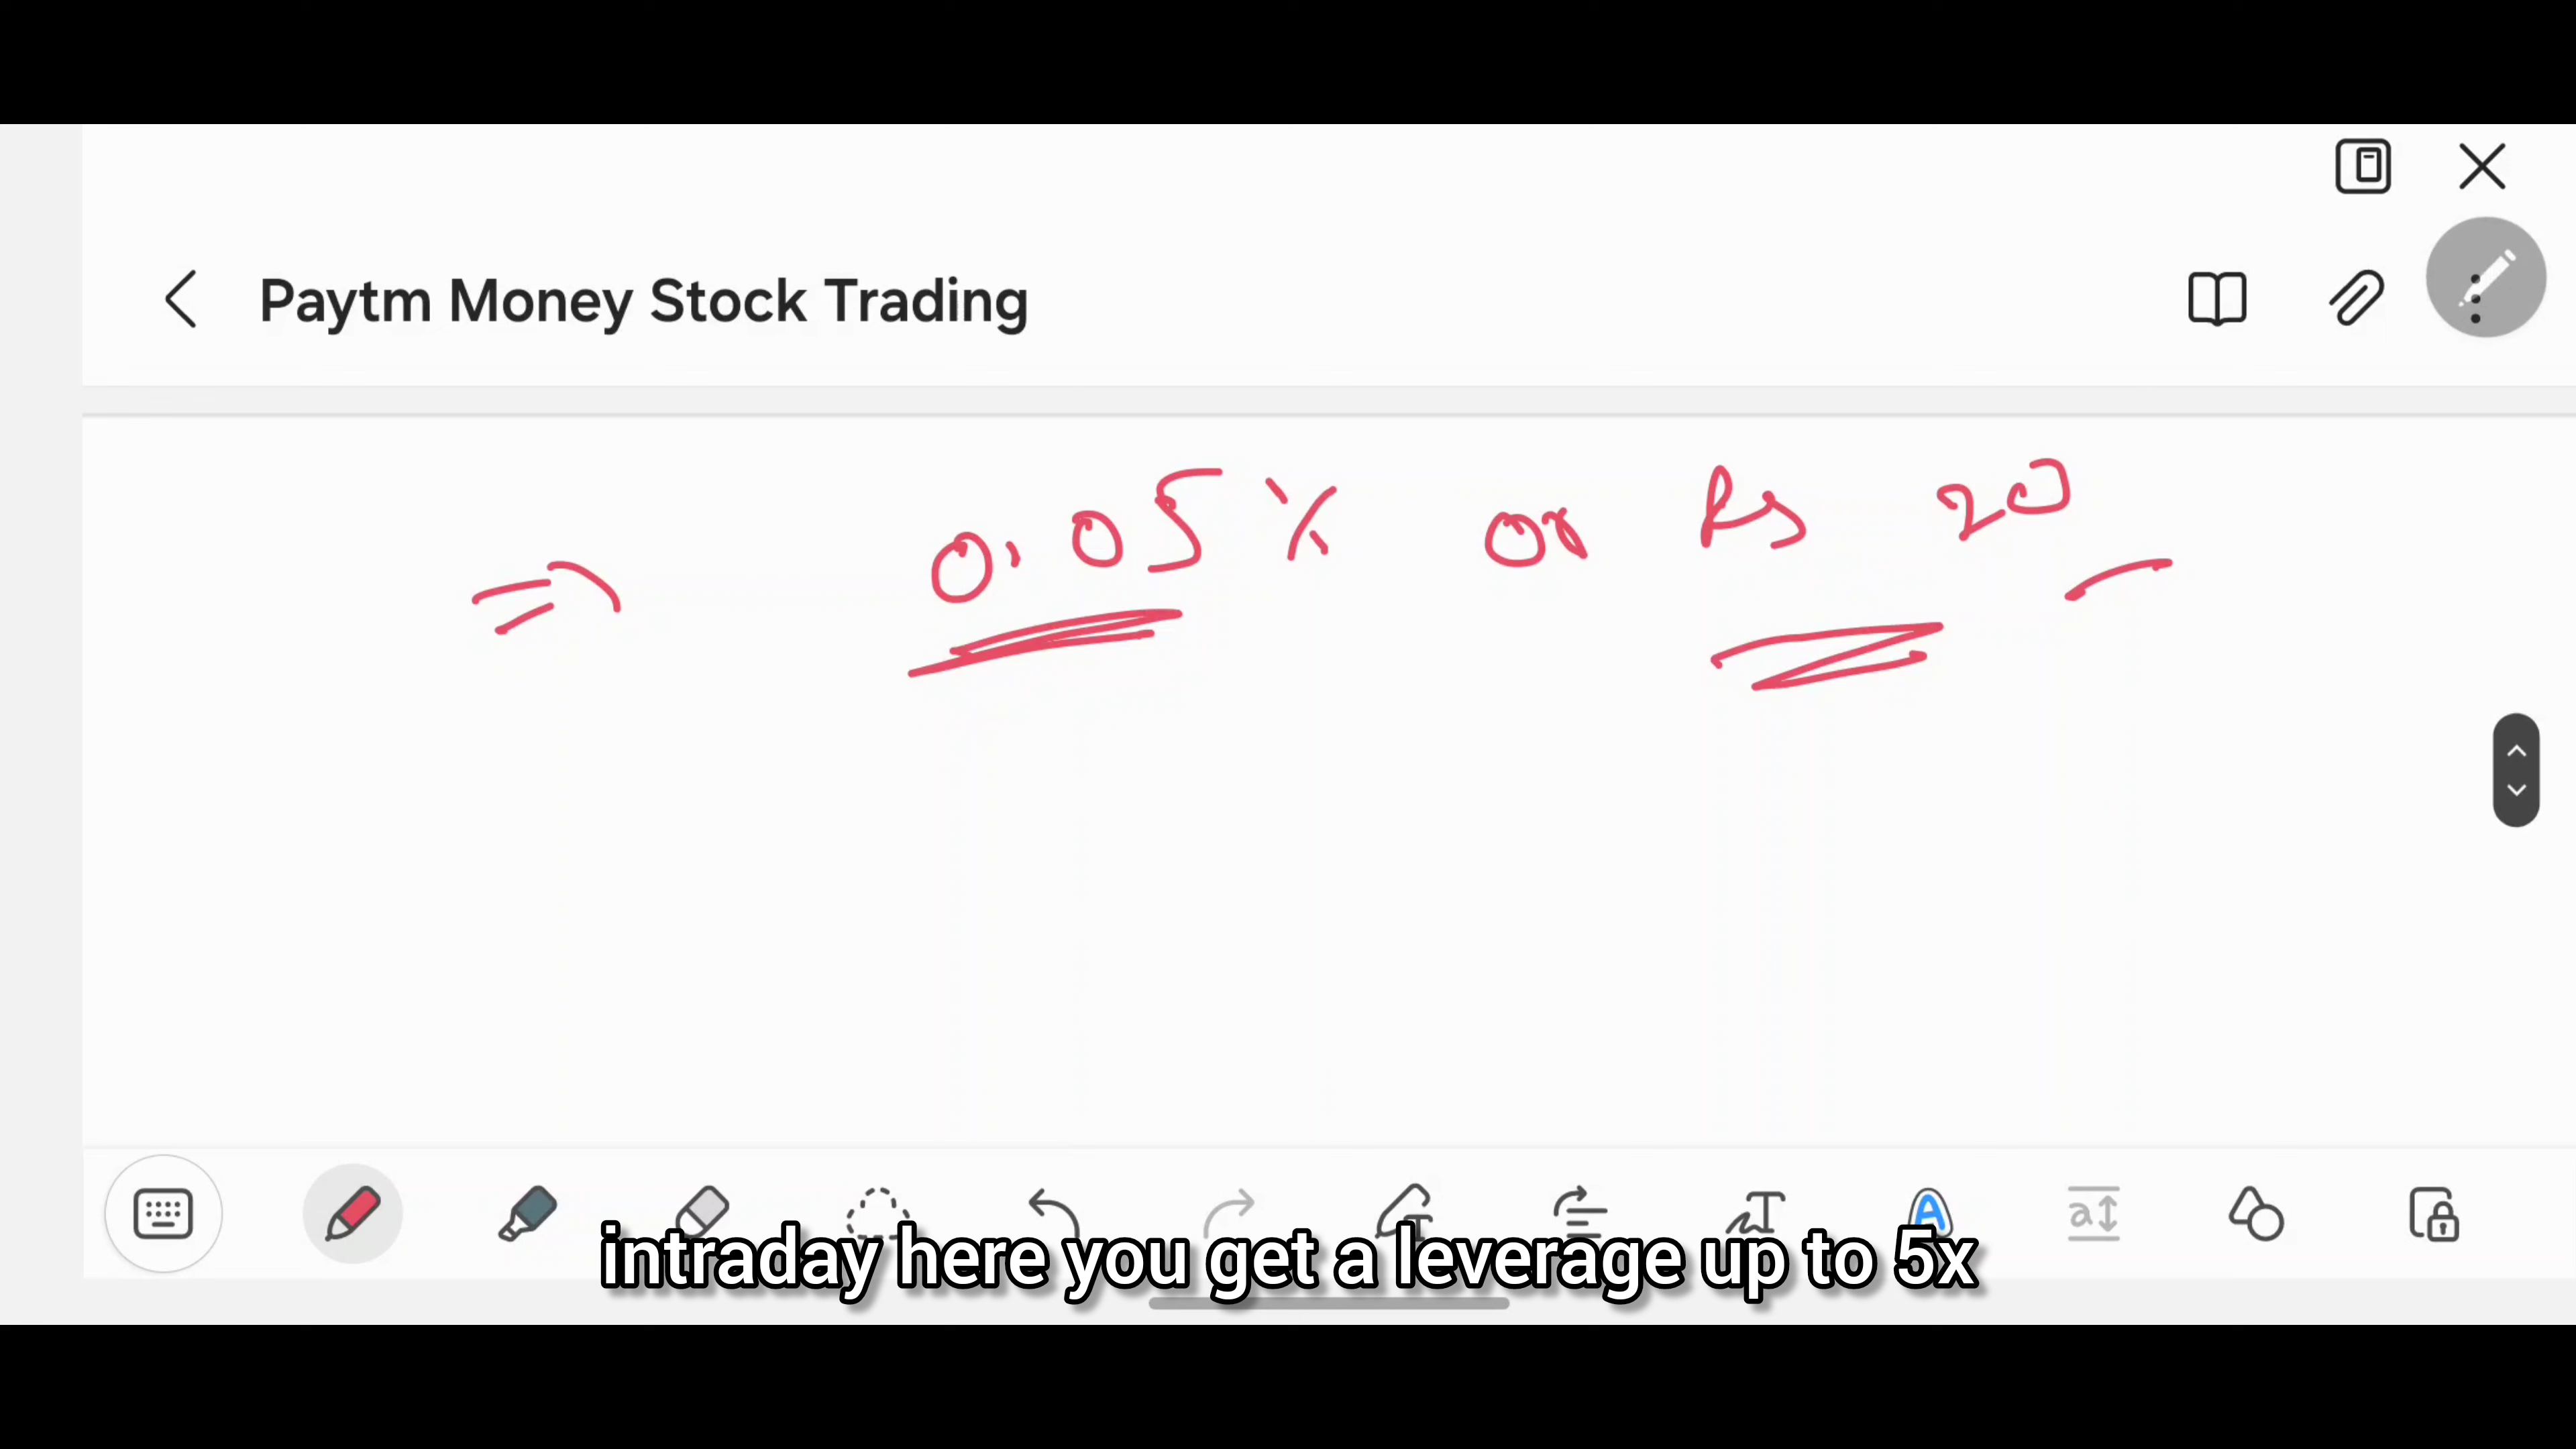 Paytm Money Stock Trading
=> 0.05% or Rs 20
intraday here you get a leverage up to 5x